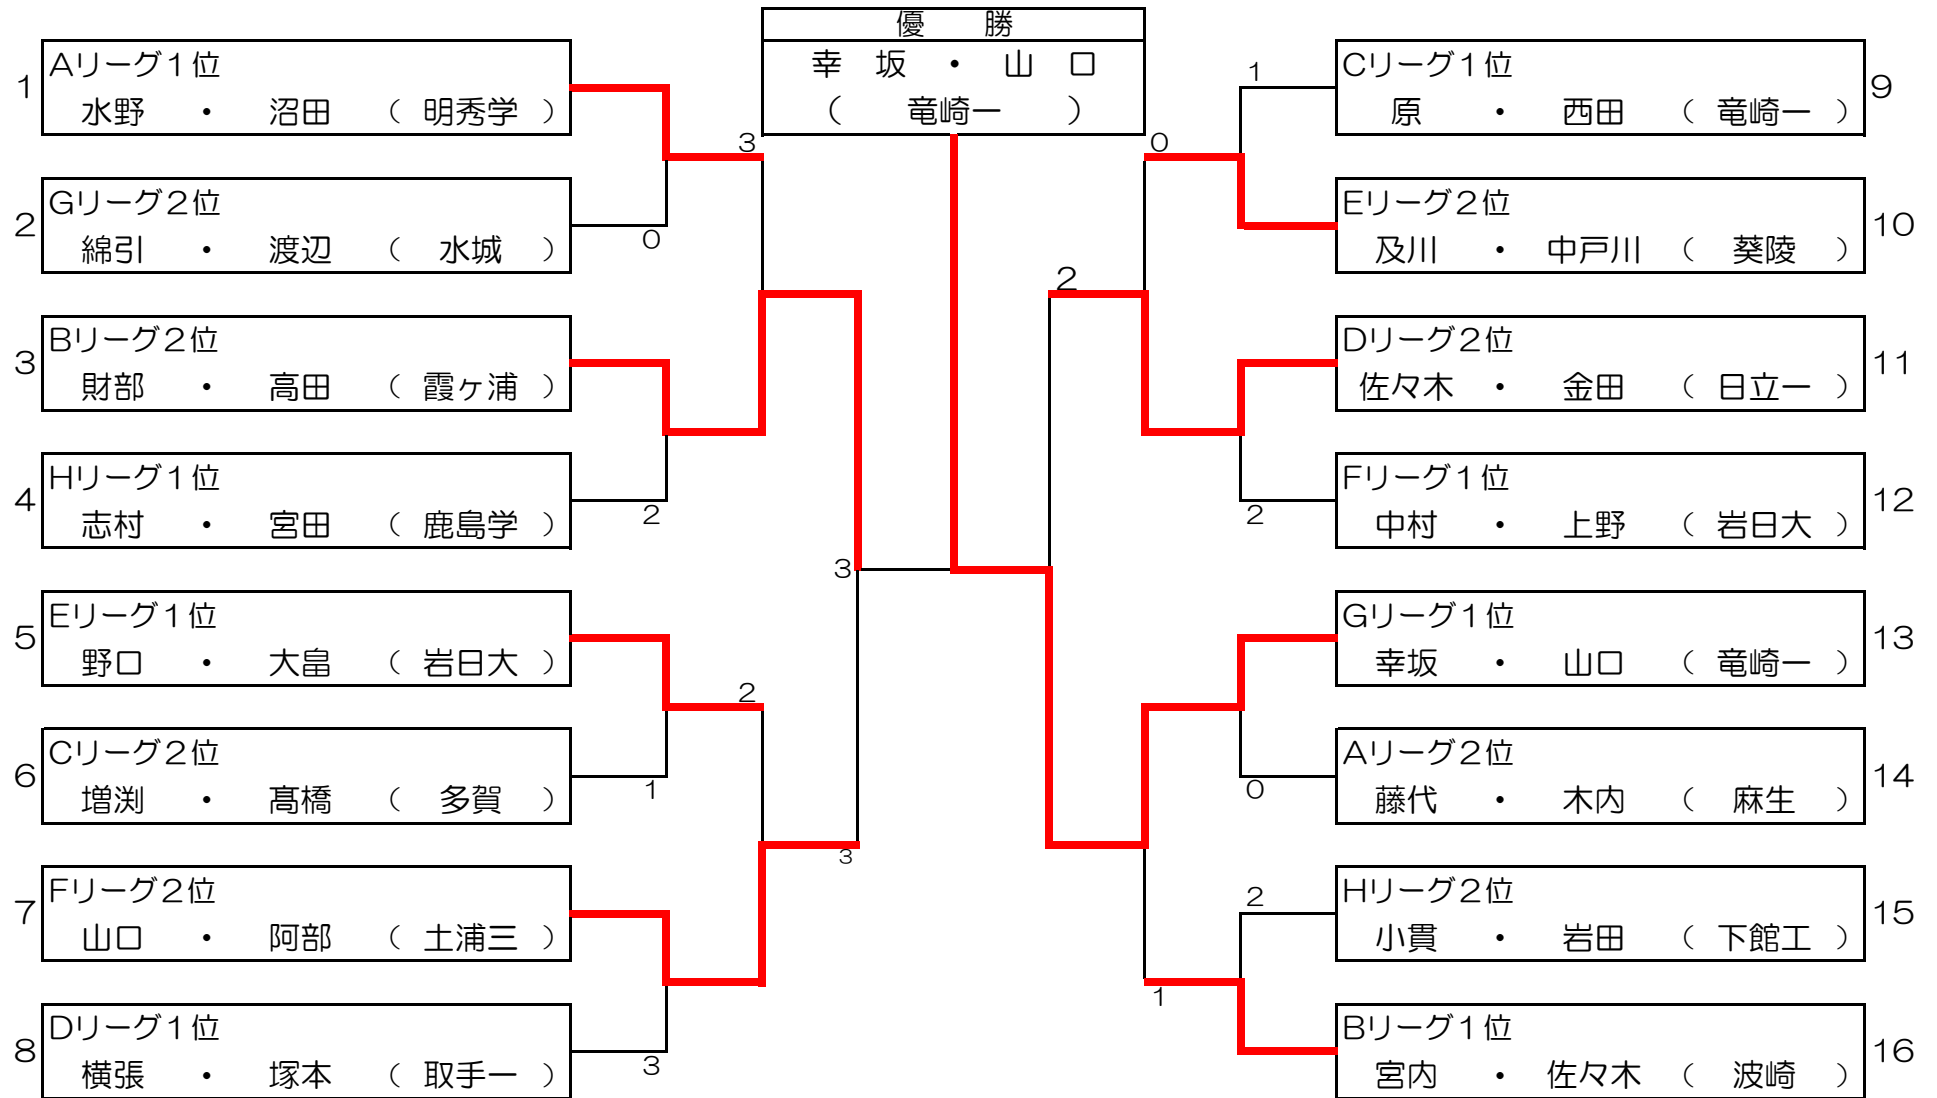 優 勝
幸 坂 ・ 山 口
( 竜崎一 )
1
Aリーグ1位
水野 ・ 沼田 ( 明秀学 )
2
Gリーグ2位
綿引 ・ 渡辺 ( 水城 )
3
Bリーグ2位
財部 ・ 高田 ( 霞ヶ浦 )
4
Hリーグ1位
志村 ・ 宮田 ( 鹿島学 )
5
Eリーグ1位
野口 ・ 大畠 ( 岩日大 )
6
Cリーグ2位
増渕 ・ 髙橋 ( 多賀 )
7
Fリーグ2位
山口 ・ 阿部 ( 土浦三 )
8
Dリーグ1位
横張 ・ 塚本 ( 取手一 )
3
0
2
3
2
1
3
3
1
0
2
2
0
2
1
Cリーグ1位
原 ・ 西田 ( 竜崎一 )
9
Eリーグ2位
及川 ・ 中戸川 ( 葵陵 )
10
Dリーグ2位
佐々木 ・ 金田 ( 日立一 )
11
Fリーグ1位
中村 ・ 上野 ( 岩日大 )
12
Gリーグ1位
幸坂 ・ 山口 ( 竜崎一 )
13
Aリーグ2位
藤代 ・ 木内 ( 麻生 )
14
Hリーグ2位
小貫 ・ 岩田 ( 下館工 )
15
Bリーグ1位
宮内 ・ 佐々木 ( 波崎 )
16